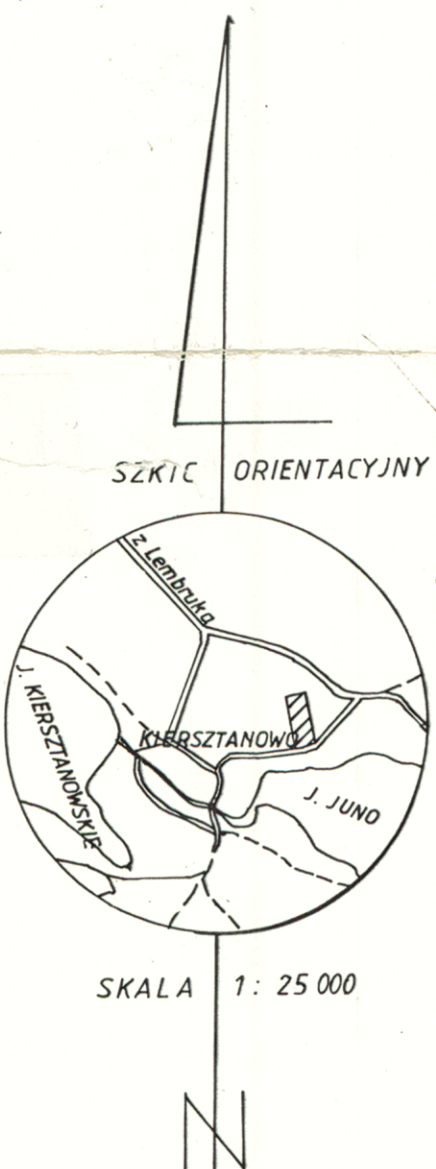 SZKIC ORIENTACYJNY
z Lembruka
J. KIERSZTANOWSKIE
KIERSZTANOWO
J. JUNO
SKALA 1: 25 000
N